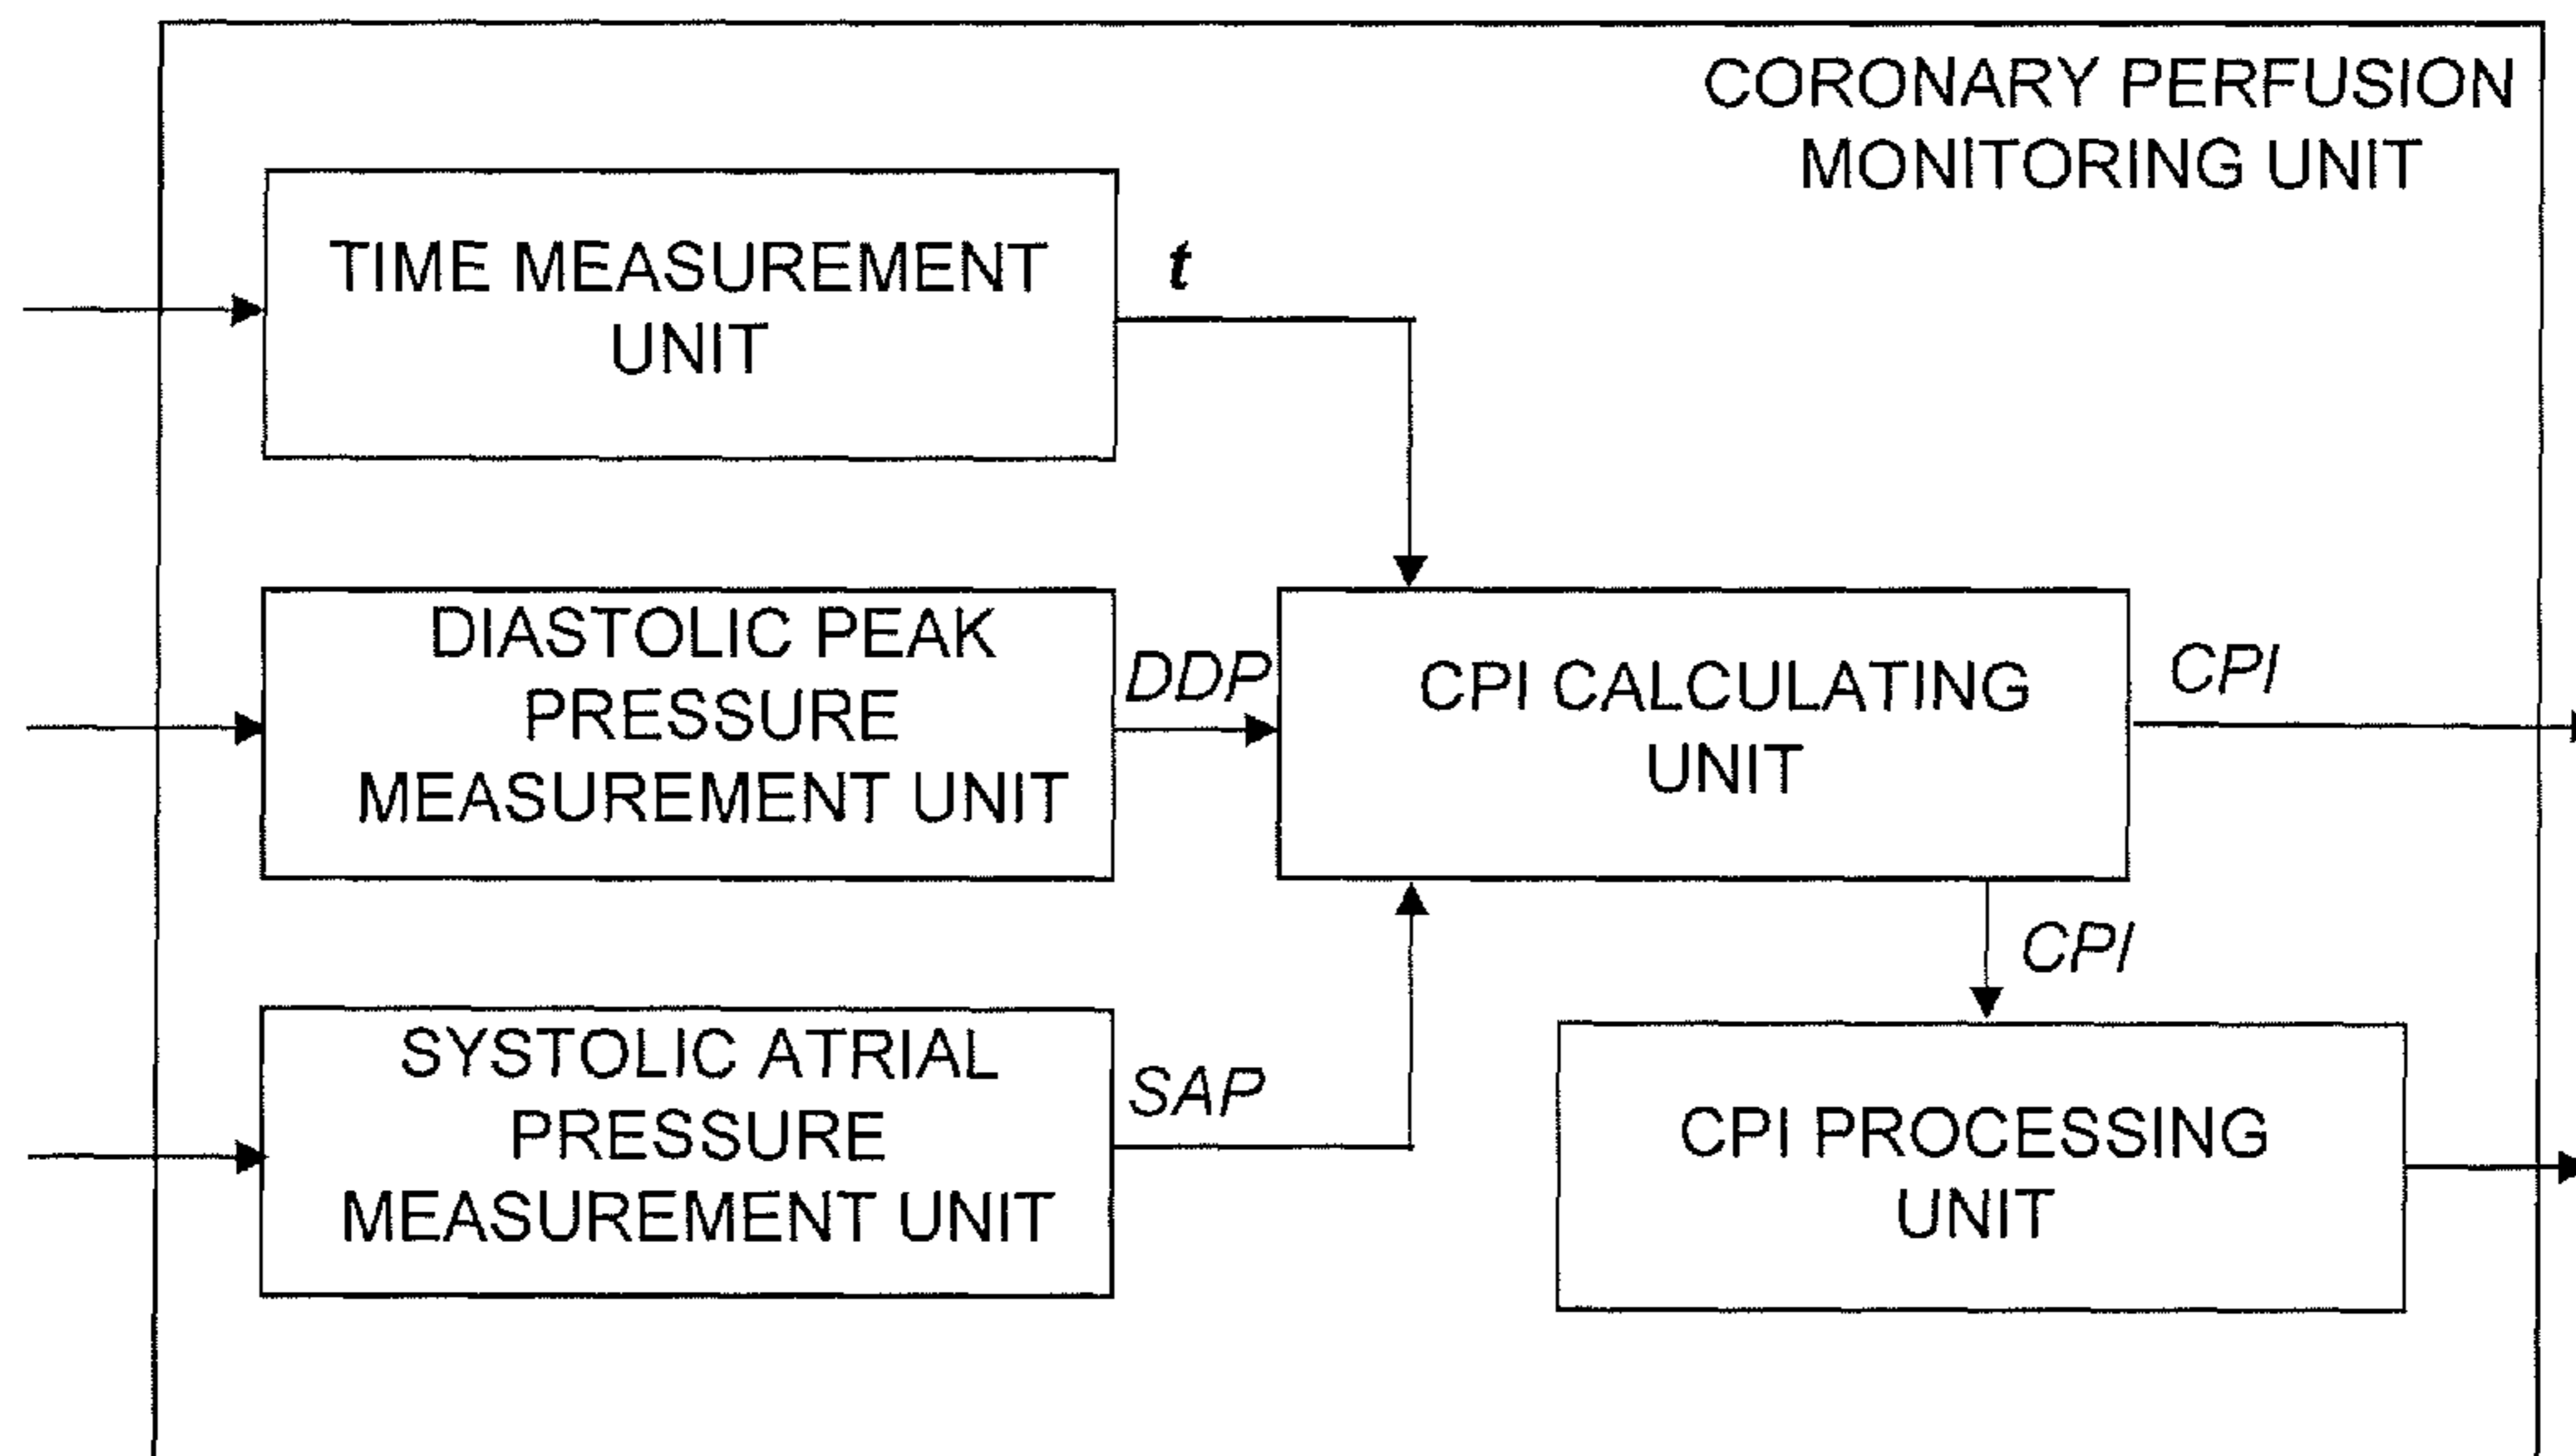 CORONARY PERFUSION
MONITORING UNIT
TIME MEASUREMENT
UNIT
t
DIASTOLIC PEAK
PRESSURE
MEASUREMENT UNIT
DDP
CPI CALCULATING
UNIT
CPI
CPI
SYSTOLIC ATRIAL
PRESSURE
MEASUREMENT UNIT
SAP
CPI PROCESSING
UNIT